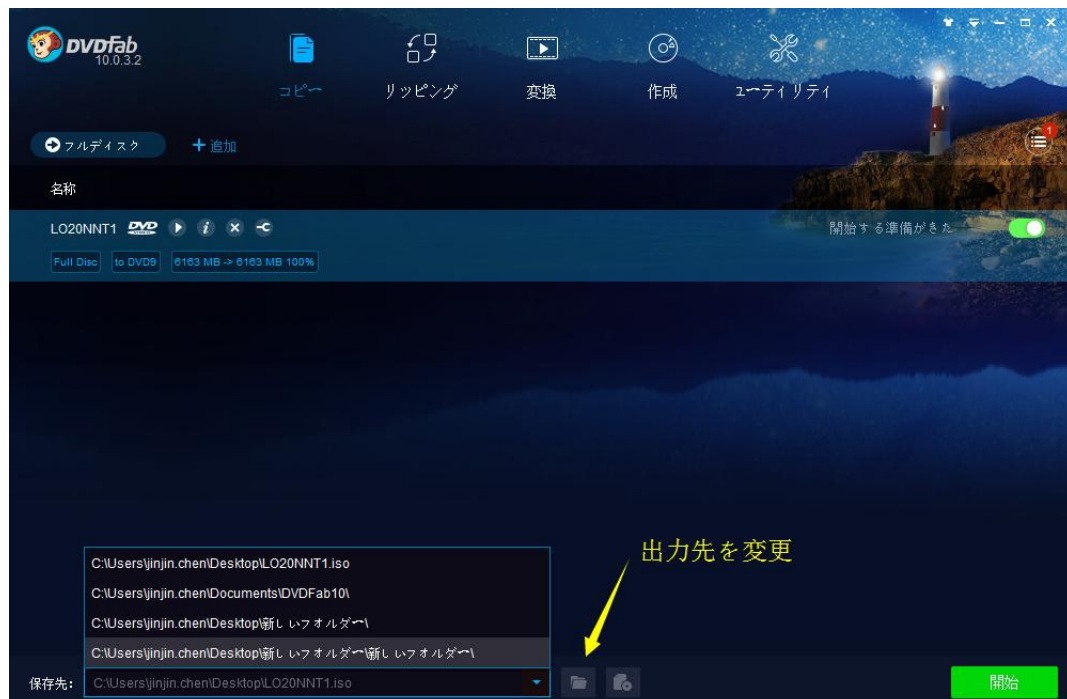 DVDFab
10.0.3.2
コピー
リッピング
変換
作成
ユーティリティ
フルディスク
追加
1
名称
LO20NNT1 DVD
開始する準備がきた
Full Disc to DVD9 6163 MB -> 6163 MB 100%
出力先を変更
C:\Users\jinjin.chen\Desktop\LO20NNT1.iso
C:\Users\jinjin.chen\Documents\DVDFab10\
C:\Users\jinjin.chen\Desktop\新しいフオルダー\
C:\Users\jinjin.chen\Desktop\新しいフオルダー\新しいフオルダー\
保存先: C:\Users\jinjin.chen\Desktop\LO20NNT1.iso
開始